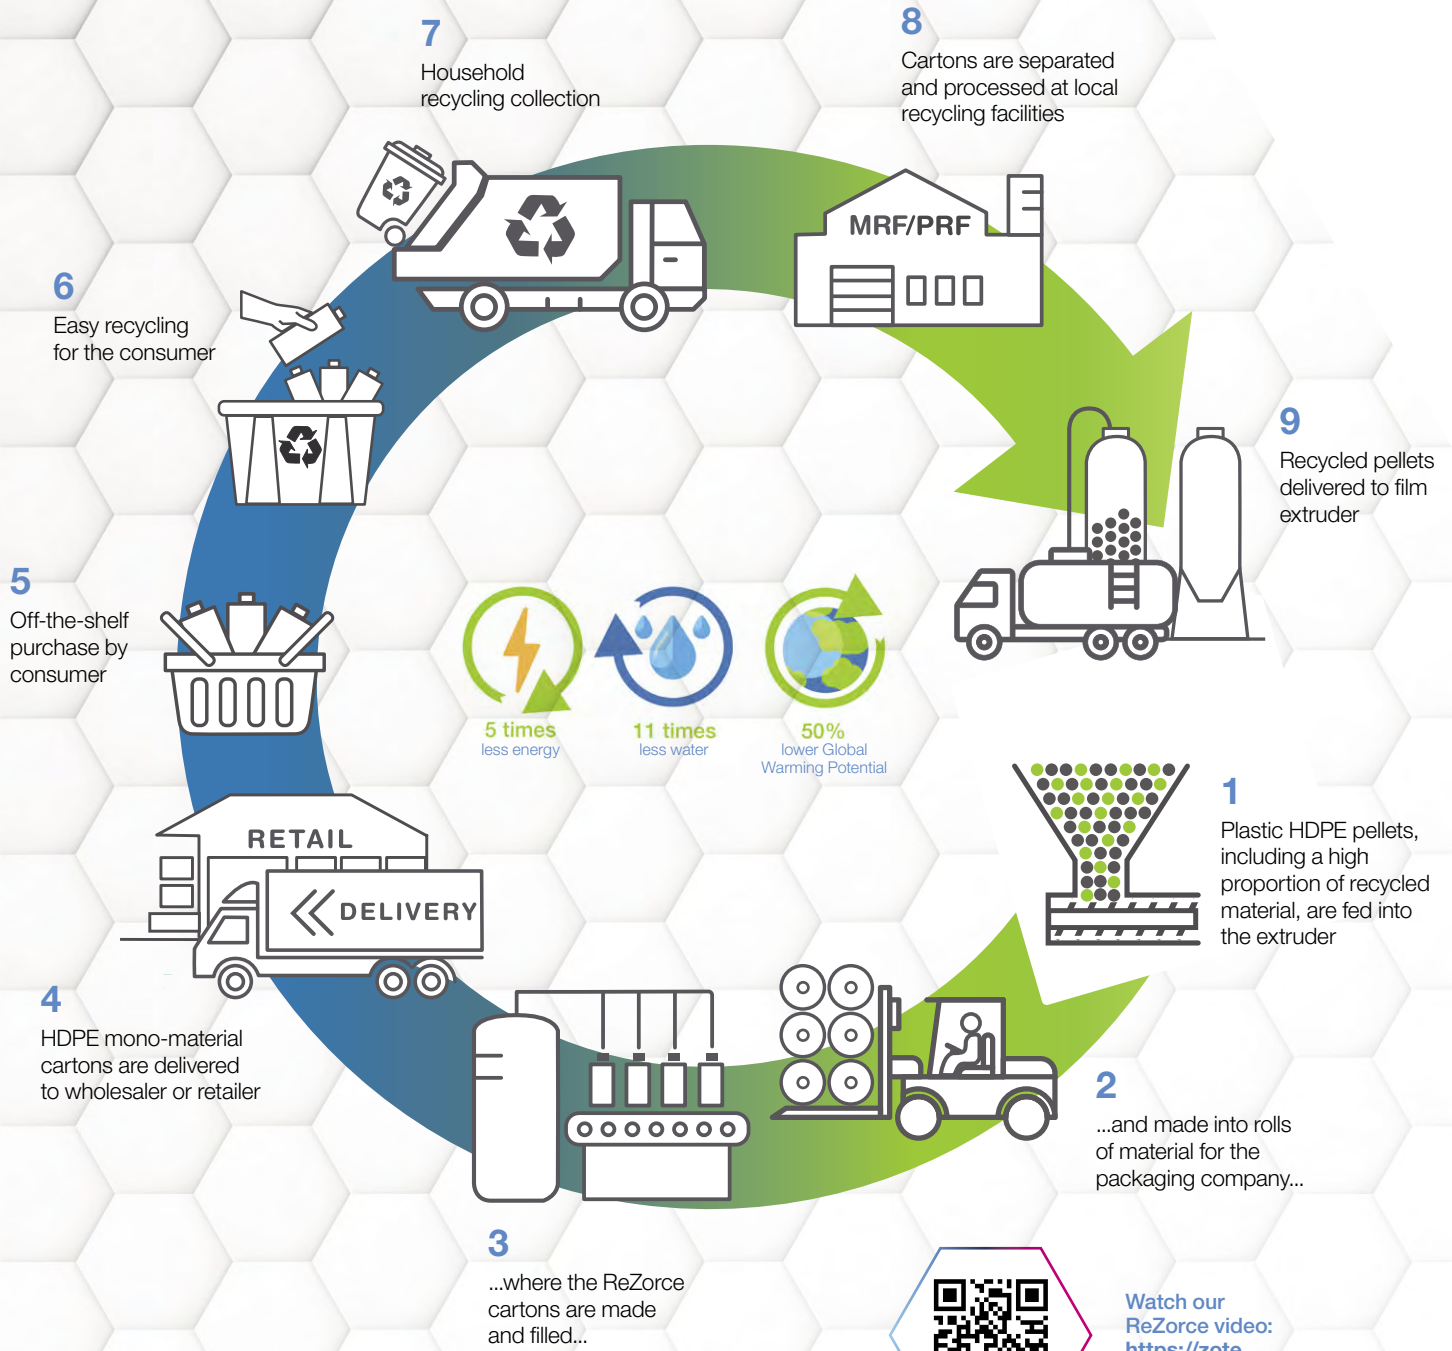 7
Household
recycling collection
8
Cartons are separated
and processed at local
recycling facilities
MRF/PRF
6
Easy recycling
for the consumer
9
Recycled pellets
delivered to film
extruder
5
Off-the-shelf
purchase by
consumer
5 times
less energy
11 times
less water
50%
lower Global
Warming Potential
1
Plastic HDPE pellets,
including a high
proportion of recycled
material, are fed into
the extruder
RETAIL
DELIVERY
4
HDPE mono-material
cartons are delivered
to wholesaler or retailer
2
...and made into rolls
of material for the
packaging company...
3
...where the ReZorce
cartons are made
and filled...
Watch our
ReZorce video:
https://zote